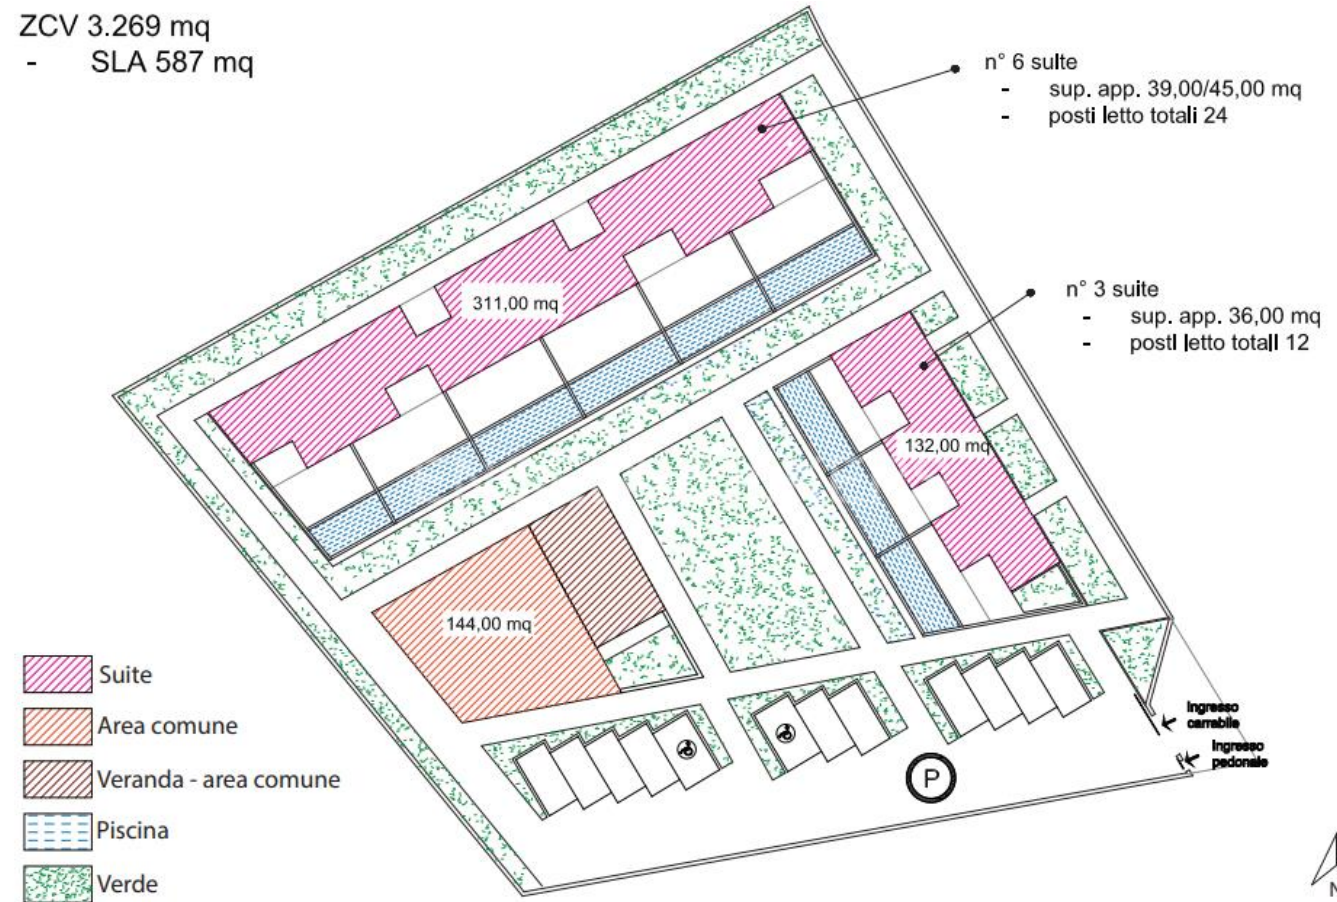 ZCV 3.269 mq
- SLA 587 mq
n° 6 suite
- sup. app. 39,00/45,00 mq
- posti letto totali 24
n° 3 suite
- sup. app. 36,00 mq
- posti letto totali 12
311,00 mq
132,00 mq
144,00 mq
Suite
Area comune
Veranda - area comune
Piscina
Verde
Ingresso
carrabile
Ingresso
pedonale
P
N